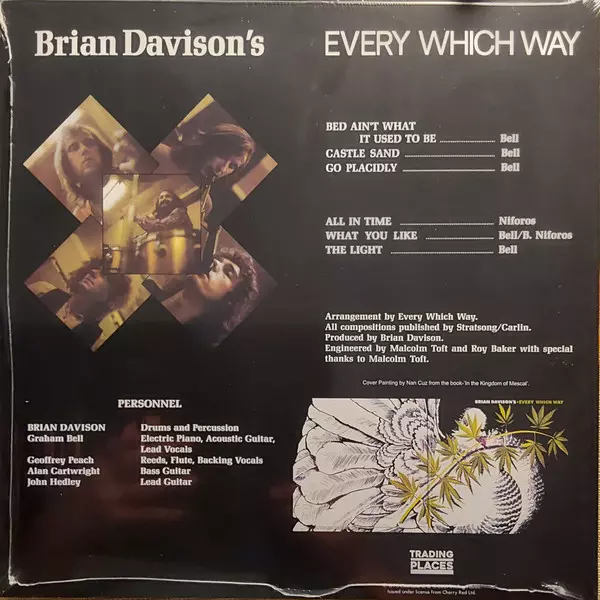 Brian Davison's
EVERY WHICH WAY
BED AIN'T WHAT
IT USED TO BE ........................ Bell
CASTLE SAND ........................ Bell
GO PLACIDLY ........................ Bell
ALL IN TIME ........................ Niforos
WHAT YOU LIKE ........................ Bell/B. Niforos
THE LIGHT ........................ Bell
Arrangement by Every Which Way.
All compositions published by Stratsong/Carlin.
Produced by Brian Davison.
Engineered by Malcolm Toft and Roy Baker with special
thanks to Malcolm Toft.
Cover Painting by Nan Cuz from the book-'In the Kingdom of Mescal'.
PERSONNEL
BRIAN DAVISON Drums and Percussion
Graham Bell Electric Piano, Acoustic Guitar,
Lead Vocals
Geoffrey Peach Reeds, Flute, Backing Vocals
Alan Cartwright Bass Guitar
John Hedley Lead Guitar
BRIAN DAVISON'S•EVERY WHICH WAY
TRADING
PLACES
Issued under license from Cherry Red Ltd.